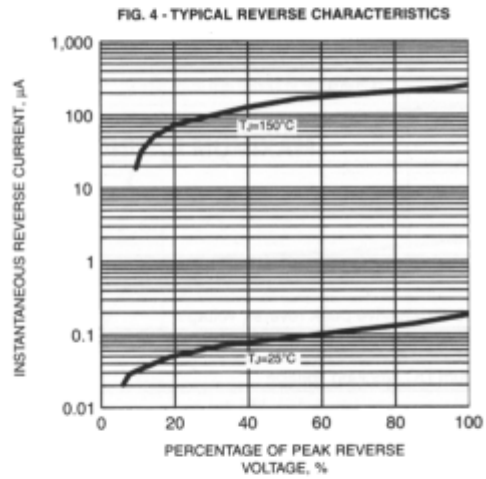 FIG. 4 - TYPICAL REVERSE CHARACTERISTICS
INSTANTANEOUS REVERSE CURRENT, µA
1,000
100
10
1
0.1
0.01
TJ=150°C
TJ=25°C
0
20
40
60
80
100
PERCENTAGE OF PEAK REVERSE
VOLTAGE, %